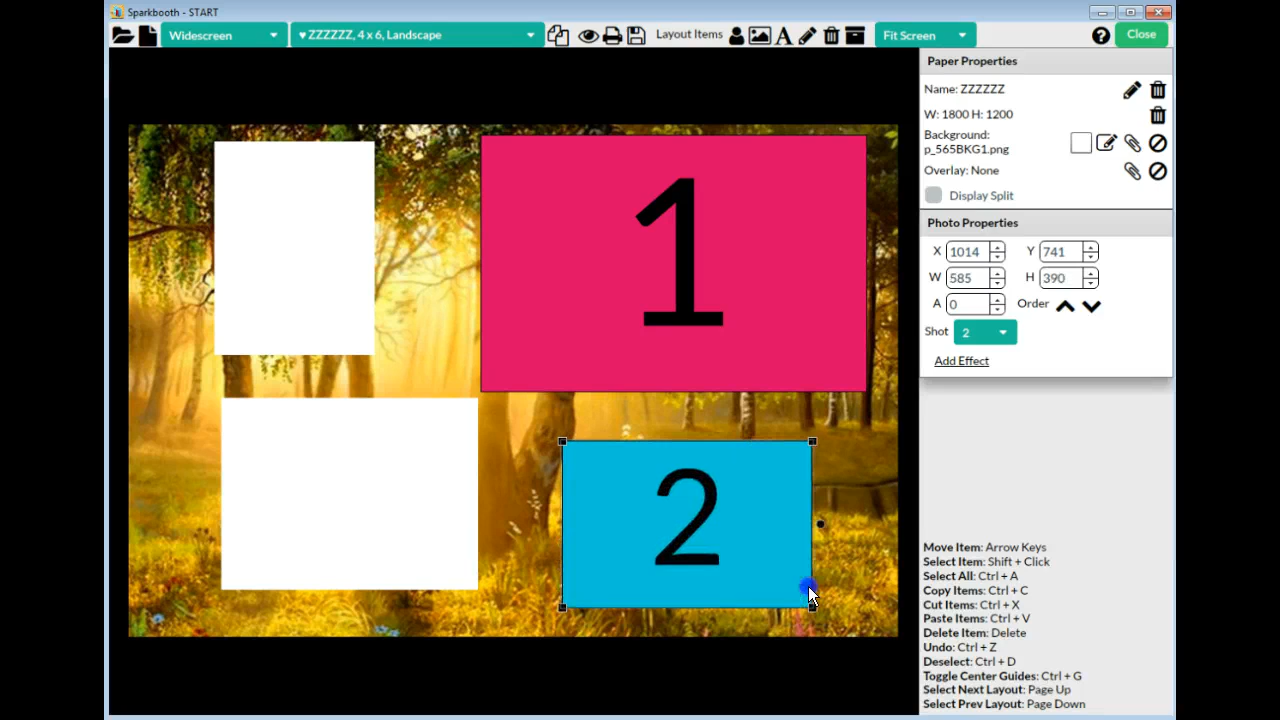 Sparkbooth - START
Widescreen
♥ ZZZZZZ, 4 x 6, Landscape
Layout Items
Fit Screen
Close
Paper Properties
Name: ZZZZZZ
W: 1800 H: 1200
Background:
p_565BKG1.png
Overlay: None
Display Split
Photo Properties
X 1014 Y 741
W 585 H 390
A 0 Order
Shot 2
Add Effect
1
2
Move Item: Arrow Keys
Select Item: Shift + Click
Select All: Ctrl + A
Copy Items: Ctrl + C
Cut Items: Ctrl + X
Paste Items: Ctrl + V
Delete Item: Delete
Undo: Ctrl + Z
Deselect: Ctrl + D
Toggle Center Guides: Ctrl + G
Select Next Layout: Page Up
Select Prev Layout: Page Down